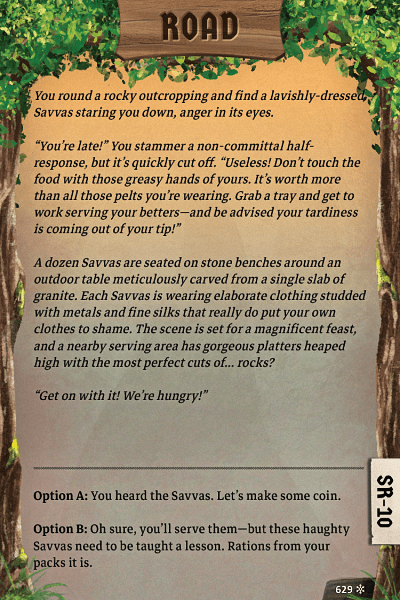 ROAD
You round a rocky outcropping and find a lavishly-dressed
Savvas staring you down, anger in its eyes.
“You’re late!” You stammer a non-committal half-
response, but it’s quickly cut off. “Useless! Don’t touch the
food with those greasy hands of yours. It’s worth more
than all those pelts you’re wearing. Grab a tray and get to
work serving your betters—and be advised your tardiness
is coming out of your tip!”
A dozen Savvas are seated on stone benches around an
outdoor table meticulously carved from a single slab of
granite. Each Savvas is wearing elaborate clothing studded
with metals and fine silks that really do put your own
clothes to shame. The scene is set for a magnificent feast,
and a nearby serving area has gorgeous platters heaped
high with the most perfect cuts of... rocks?
“Get on with it! We’re hungry!”
Option A: You heard the Savvas. Let’s make some coin.
Option B: Oh sure, you’ll serve them—but these haughty
Savvas need to be taught a lesson. Rations from your
packs it is.
SR-10
629